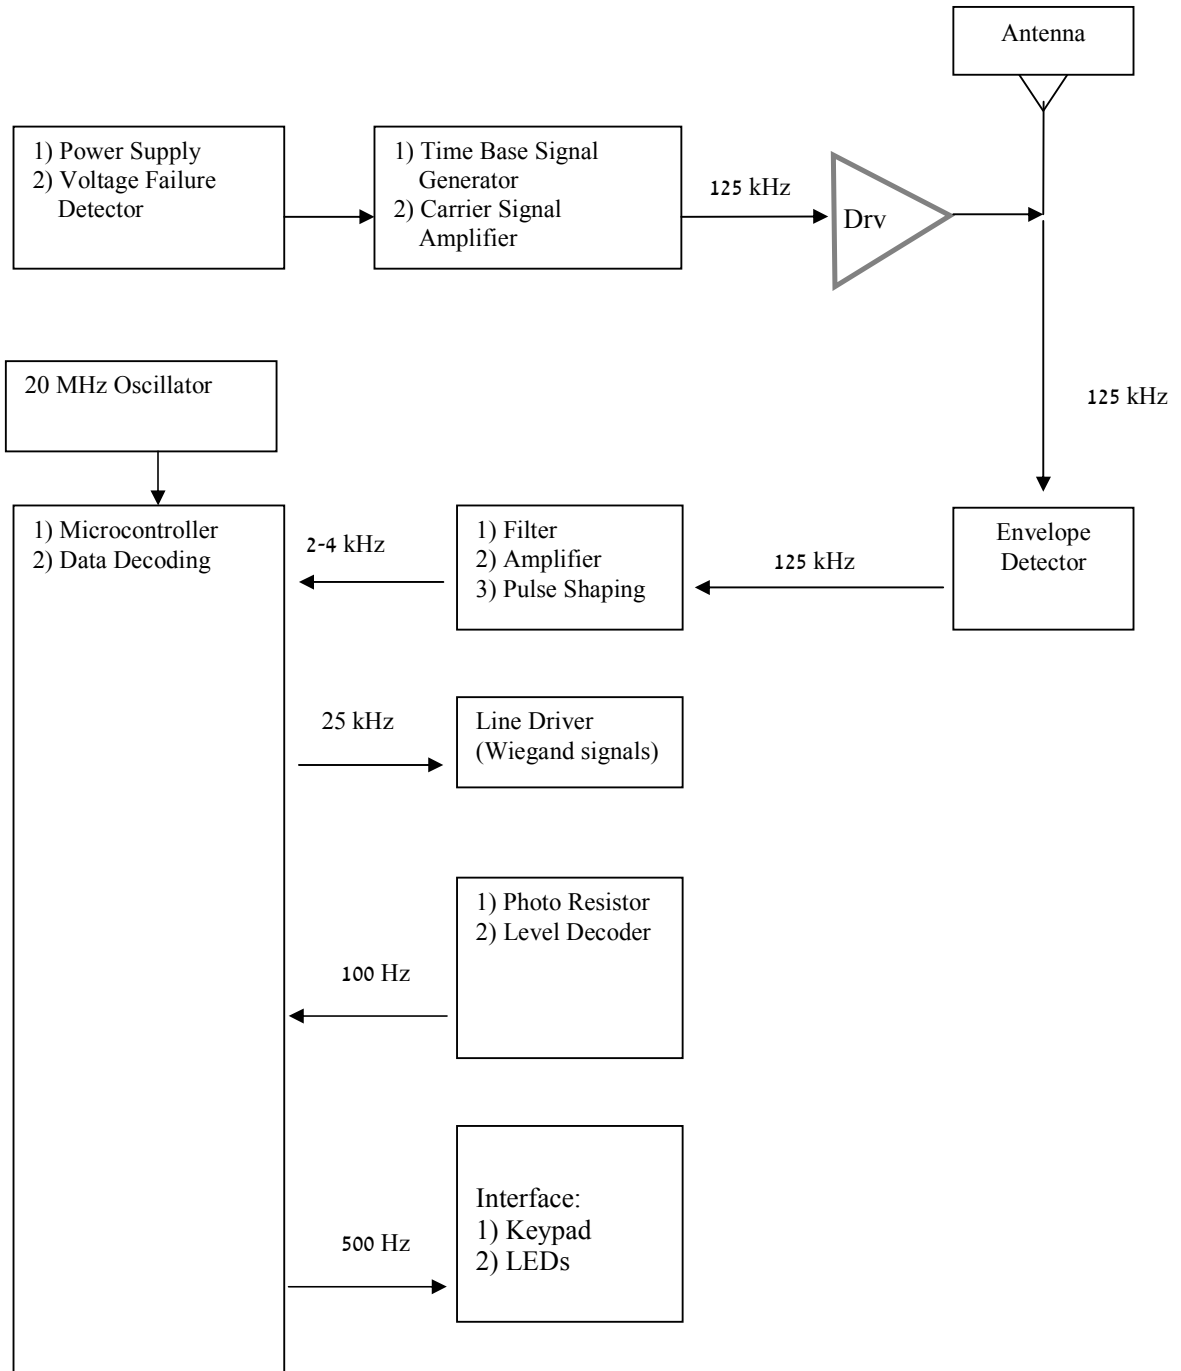 Antenna
1) Power Supply
2) Voltage Failure
Detector
1) Time Base Signal
Generator
2) Carrier Signal
Amplifier
125 kHz
Drv
20 MHz Oscillator
125 kHz
1) Microcontroller
2) Data Decoding
2-4 kHz
1) Filter
2) Amplifier
3) Pulse Shaping
125 kHz
Envelope
Detector
25 kHz
Line Driver
(Wiegand signals)
1) Photo Resistor
2) Level Decoder
100 Hz
Interface:
1) Keypad
2) LEDs
500 Hz